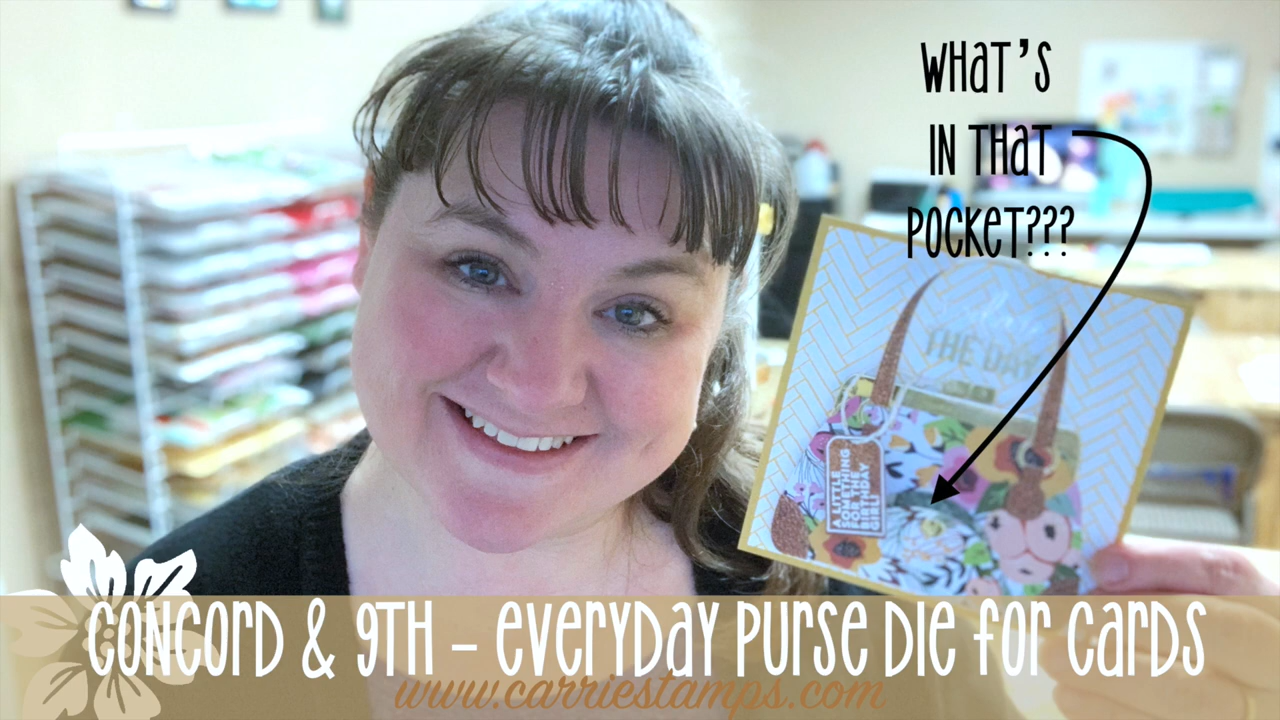 WHaT'S
IN THaT
POCKET???
THE DAY
A LITTLE
SOMETHING
FOR THE
BIRTHDAY
GIRL!
CONCORD & 9TH – EVERYDAY PURSE DIE FOR CARDS
www.carriestamps.com